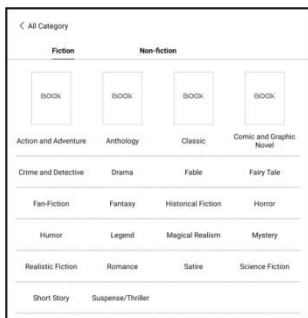 < All Category
Fiction Non-fiction
BOOX BOOX BOOX BOOX
Action and Adventure Anthology Classic Comic and Graphic
Novel
Crime and Detective Drama Fable Fairy Tale
Fan-Fiction Fantasy Historical Fiction Horror
Humor Legend Magical Realism Mystery
Realistic Fiction Romance Satire Science Fiction
Short Story Suspense/Thriller